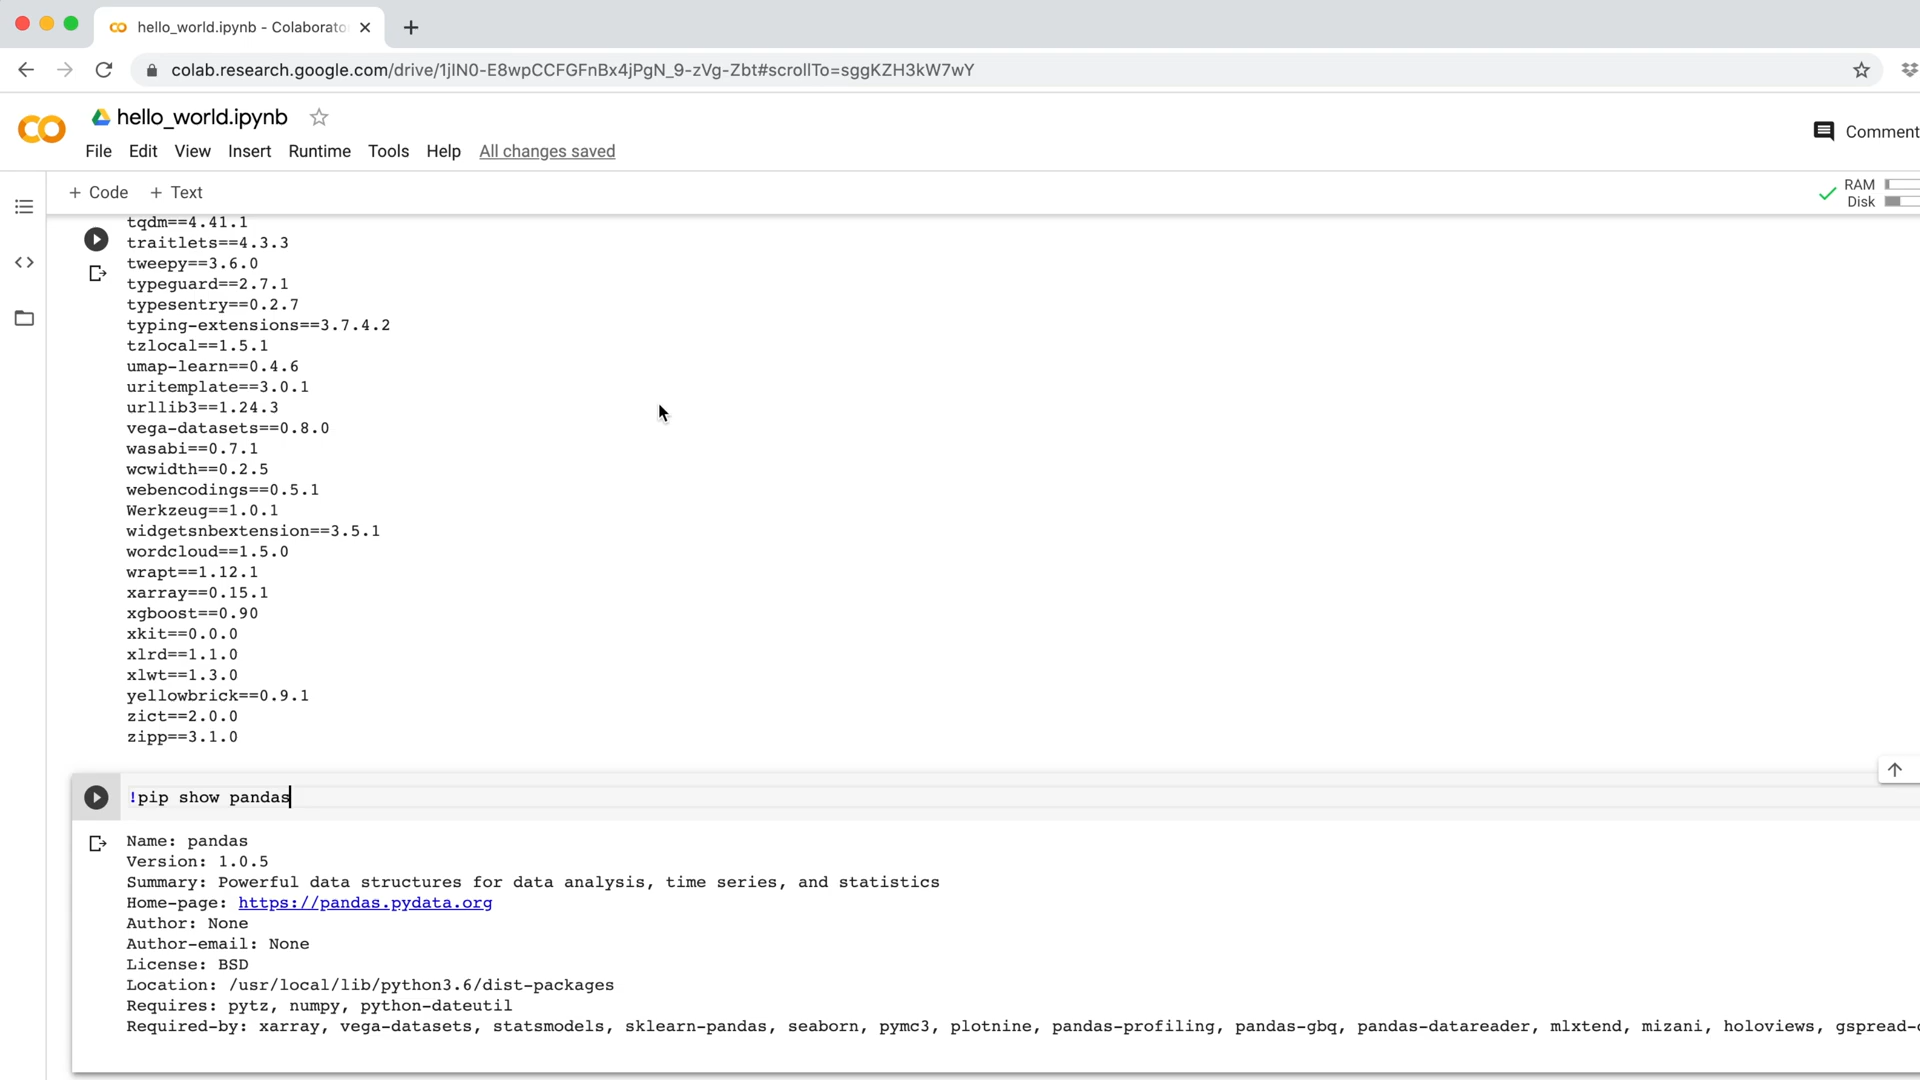 hello_world.ipynb - Colaborato
colab.research.google.com/drive/1jIN0-E8wpCCFGFnBx4jPgN_9-zVg-Zbt#scrollTo=sggKZH3kW7wY
hello_world.ipynb
Comment
File Edit View Insert Runtime Tools Help All changes saved
+ Code + Text
RAM
Disk
tqdm==4.41.1
traitlets==4.3.3
tweepy==3.6.0
typeguard==2.7.1
typesentry==0.2.7
typing-extensions==3.7.4.2
tzlocal==1.5.1
umap-learn==0.4.6
uritemplate==3.0.1
urllib3==1.24.3
vega-datasets==0.8.0
wasabi==0.7.1
wcwidth==0.2.5
webencodings==0.5.1
Werkzeug==1.0.1
widgetsnbextension==3.5.1
wordcloud==1.5.0
wrapt==1.12.1
xarray==0.15.1
xgboost==0.90
xkit==0.0.0
xlrd==1.1.0
xlwt==1.3.0
yellowbrick==0.9.1
zict==2.0.0
zipp==3.1.0
!pip show pandas
Name: pandas
Version: 1.0.5
Summary: Powerful data structures for data analysis, time series, and statistics
Home-page: https://pandas.pydata.org
Author: None
Author-email: None
License: BSD
Location: /usr/local/lib/python3.6/dist-packages
Requires: pytz, numpy, python-dateutil
Required-by: xarray, vega-datasets, statsmodels, sklearn-pandas, seaborn, pymc3, plotnine, pandas-profiling, pandas-gbq, pandas-datareader, mlxtend, mizani, holoviews, gspread-